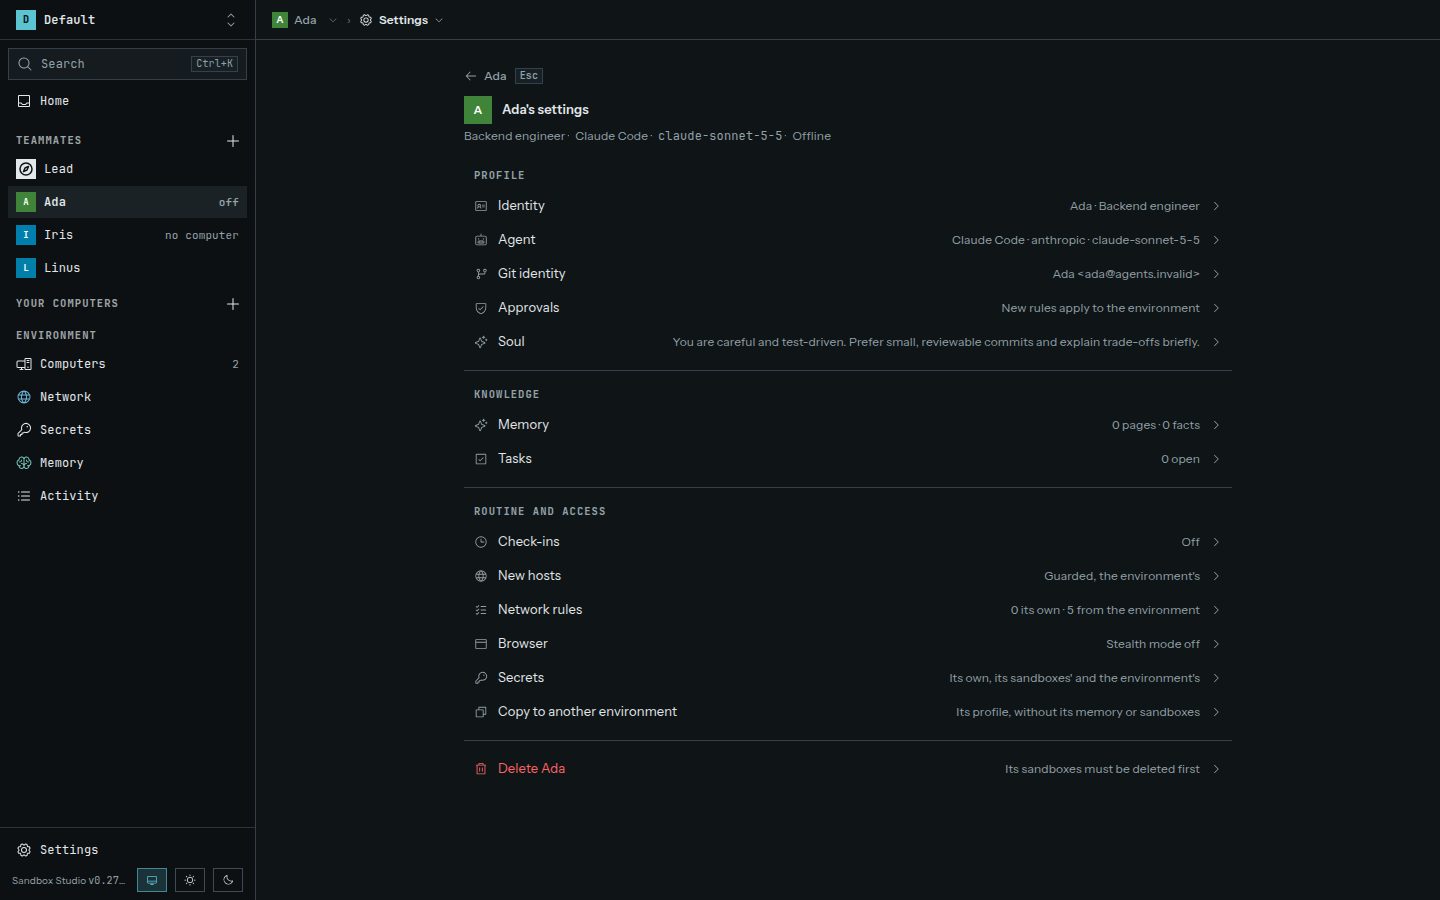 D Default
Search Ctrl+K
Home
TEAMMATES
Lead
A Ada off
I Iris no computer
L Linus
YOUR COMPUTERS
ENVIRONMENT
Computers 2
Network
Secrets
Memory
Activity
Settings
Sandbox Studio v0.27…
A Ada › Settings
Ada Esc
A Ada's settings
Backend engineer · Claude Code · claude-sonnet-5-5 · Offline
PROFILE
Identity Ada · Backend engineer
Agent Claude Code · anthropic · claude-sonnet-5-5
Git identity Ada <ada@agents.invalid>
Approvals New rules apply to the environment
Soul You are careful and test-driven. Prefer small, reviewable commits and explain trade-offs briefly.
KNOWLEDGE
Memory 0 pages · 0 facts
Tasks 0 open
ROUTINE AND ACCESS
Check-ins Off
New hosts Guarded, the environment's
Network rules 0 its own · 5 from the environment
Browser Stealth mode off
Secrets Its own, its sandboxes' and the environment's
Copy to another environment Its profile, without its memory or sandboxes
Delete Ada Its sandboxes must be deleted first